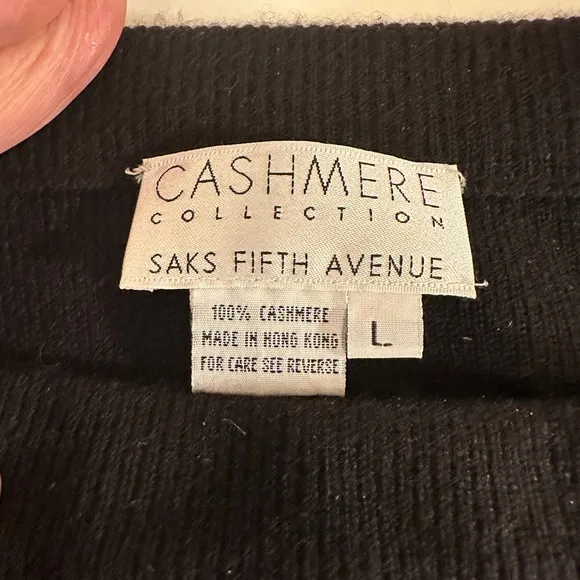 CASHMERE
COLLECTION
SAKS FIFTH AVENUE
100% CASHMERE
MADE IN HONG KONG
FOR CARE SEE REVERSE
L